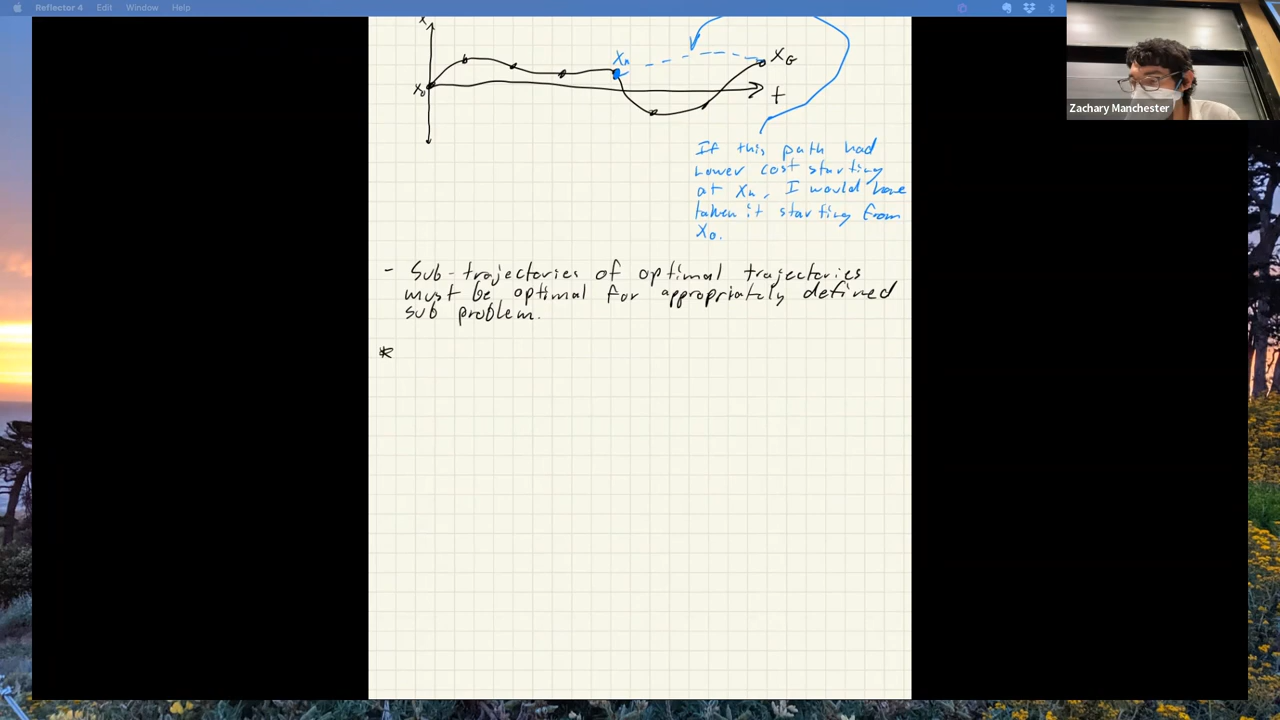 Reflector 4 Edit Window Help
Zachary Manchester
x
x₀
xₙ
x_G
t
If this path had
lower cost starting
at xₙ, I would have
taken it starting from
x₀.
- Sub-trajectories of optimal trajectories
must be optimal for appropriately defined
sub problem.
*